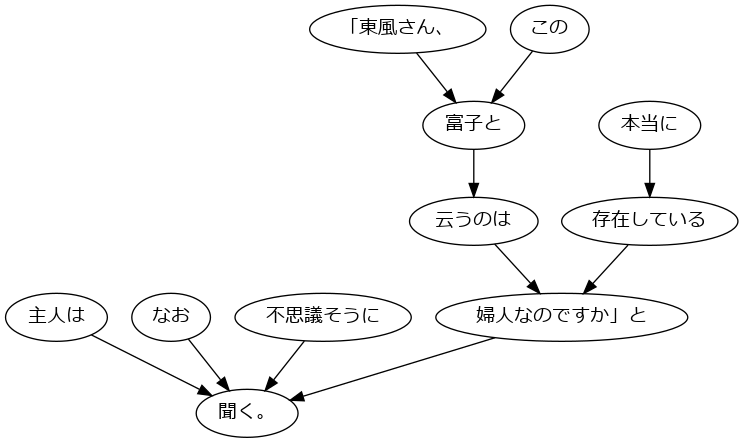 「東風さん、 この
富子と 本当に
云うのは 存在している
主人は なお 不思議そうに 婦人なのですか」と
聞く。